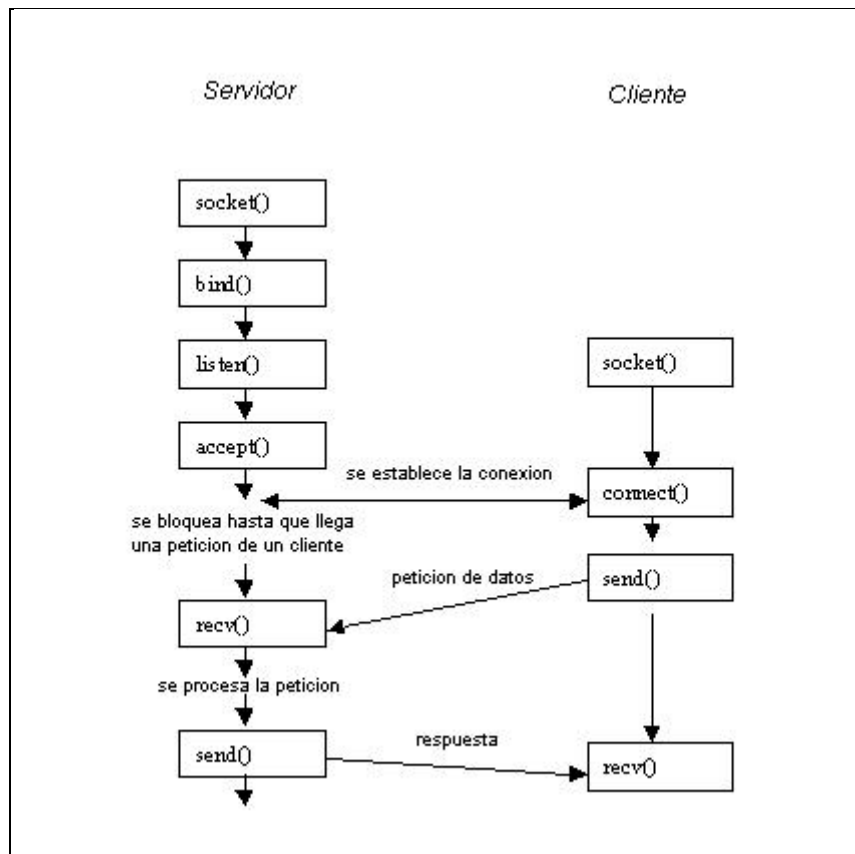 Servidor
Cliente
socket()
bind()
listen()
socket()
accept()
se establece la conexion
connect()
se bloquea hasta que llega
una peticion de un cliente
peticion de datos
send()
recv()
se procesa la peticion
respuesta
send()
recv()